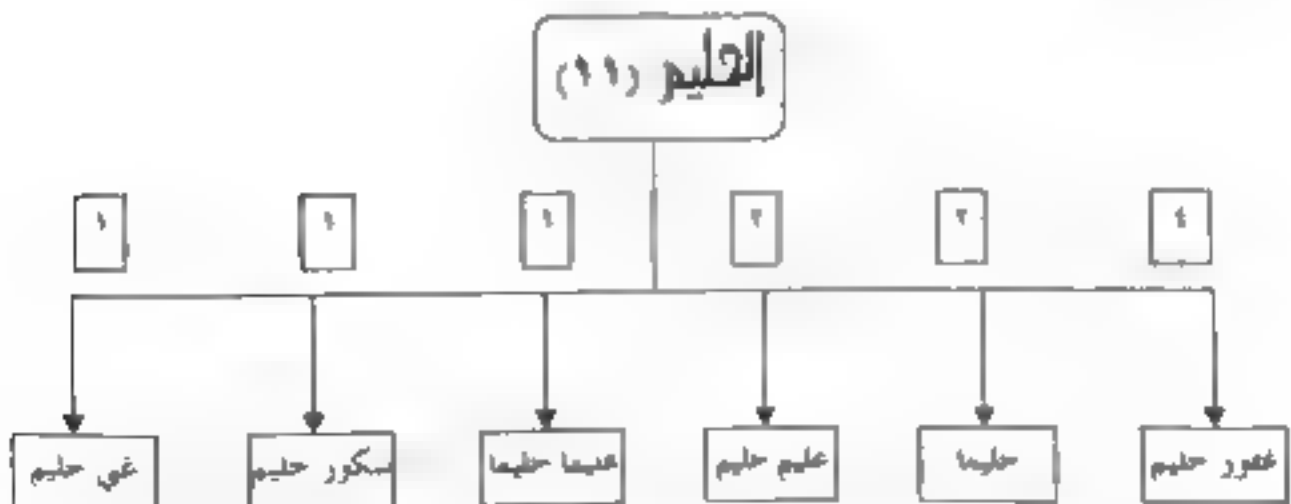 الحليم (١١)
٤ ٢ ٢ ١ ١ ١
غفور حليم حليما عليم حليم عليما حليما شكور حليم غني حليم